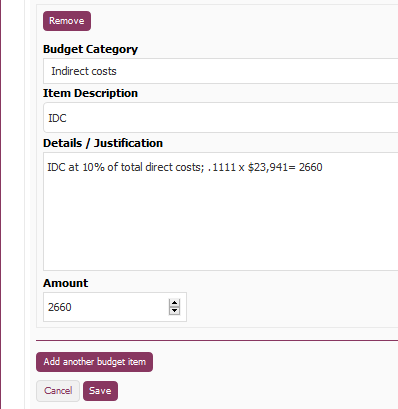 Remove
Budget Category
Indirect costs
Item Description
IDC
Details / Justification
IDC at 10% of total direct costs; .1111 x $23,941= 2660
Amount
2660
Add another budget item
Cancel Save